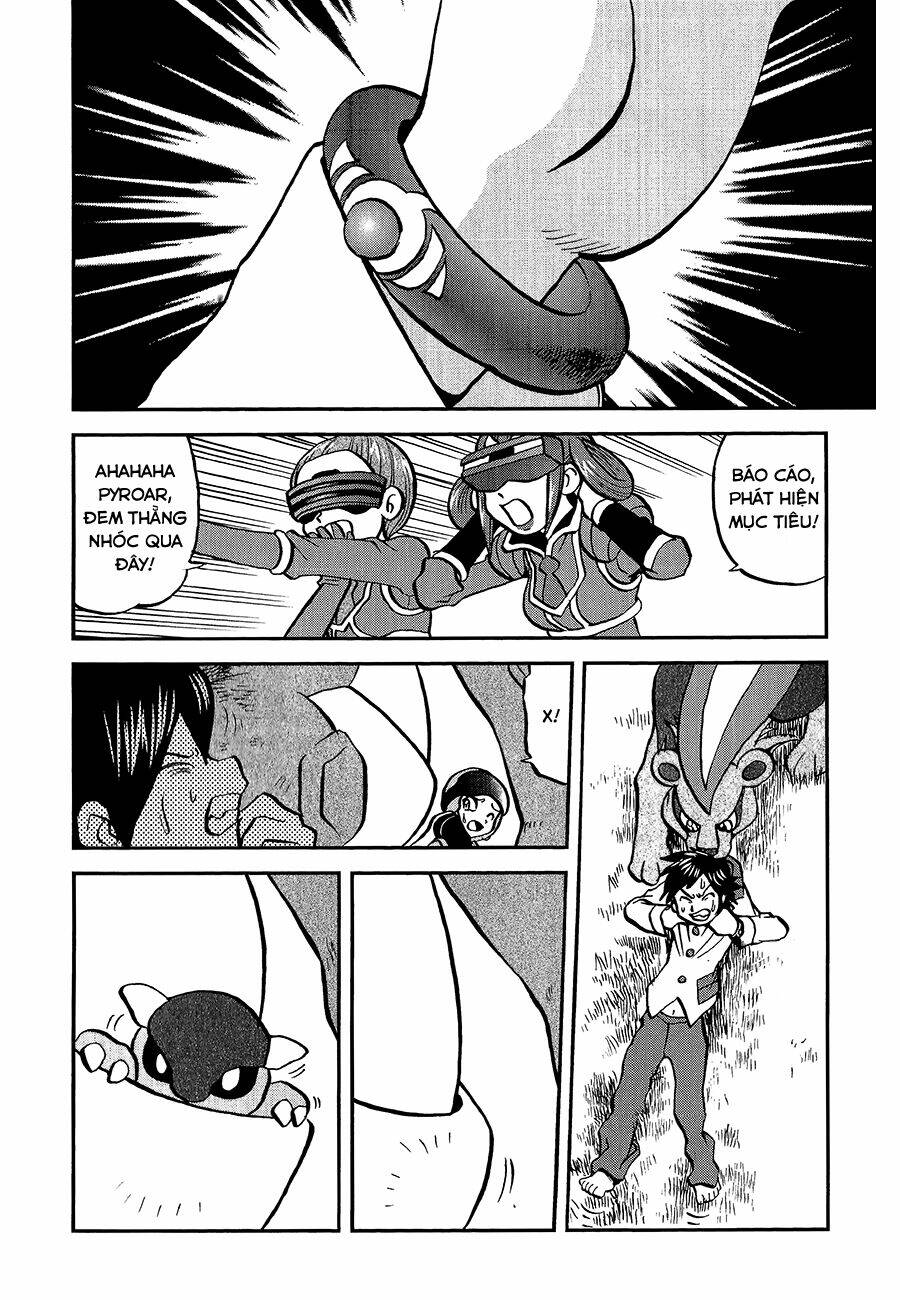 BÁO CÁO,
PHÁT HIỆN
MỤC TIÊU!
AHAHAHA
PYROAR,
ĐEM THẰNG
NHÓC QUA
ĐÂY!
X!